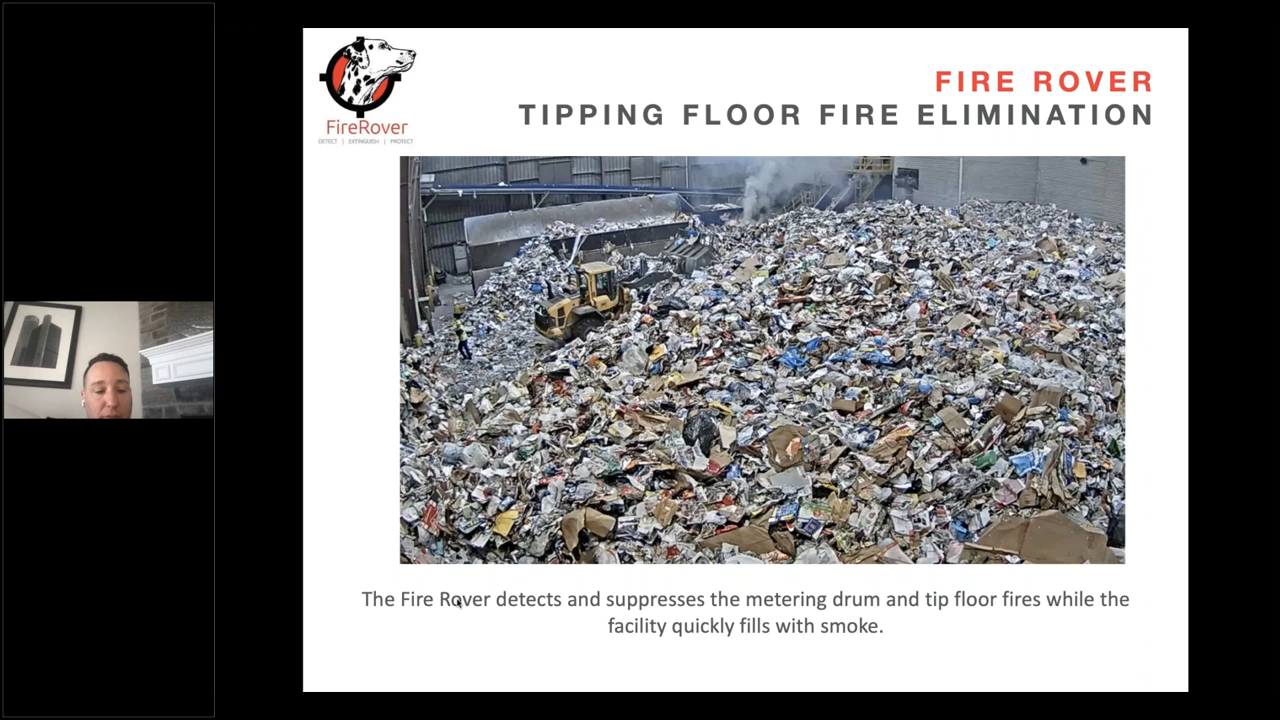 FireRover
DETECT | EXTINGUISH | PROTECT
FIRE ROVER
TIPPING FLOOR FIRE ELIMINATION
The Fire Rover detects and suppresses the metering drum and tip floor fires while the
facility quickly fills with smoke.